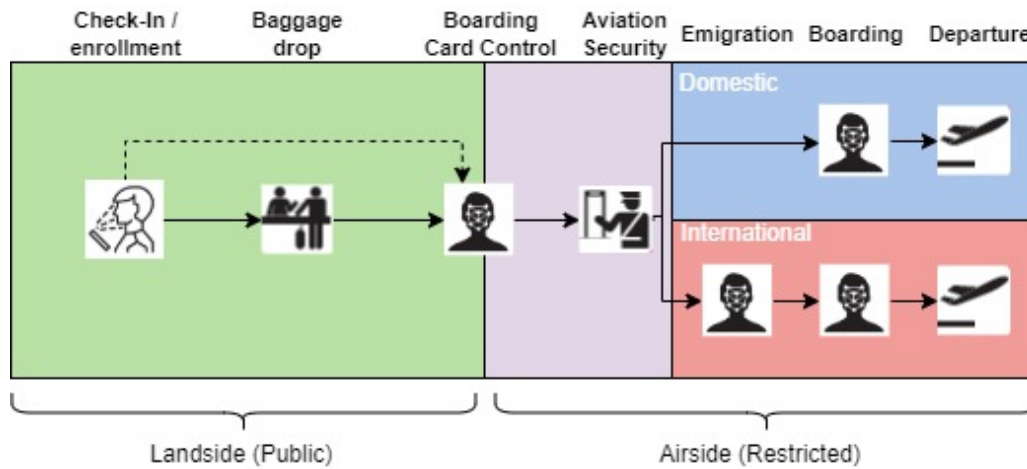 Check-In /
enrollment
Baggage
drop
Boarding
Card Control
Aviation
Security
Emigration
Boarding
Departure
Domestic
International
Landside (Public)
Airside (Restricted)